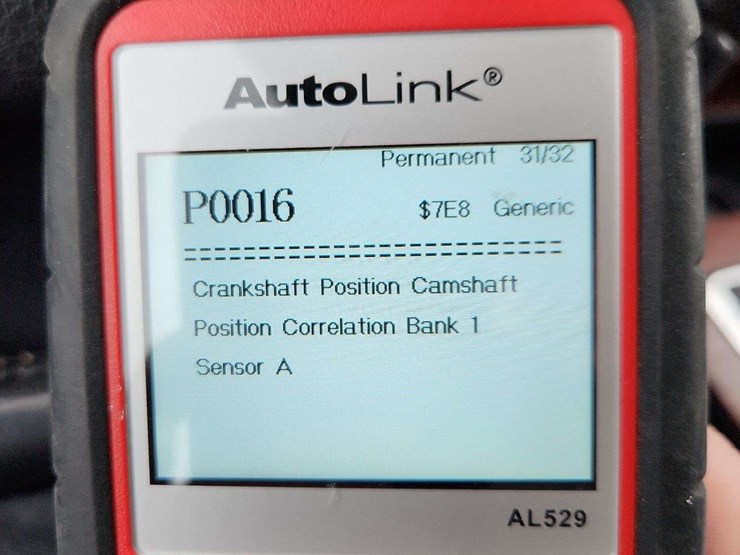 AutoLink®
Permanent 31/32
P0016 $7E8 Generic
==============================
Crankshaft Position Camshaft
Position Correlation Bank 1
Sensor A
AL529